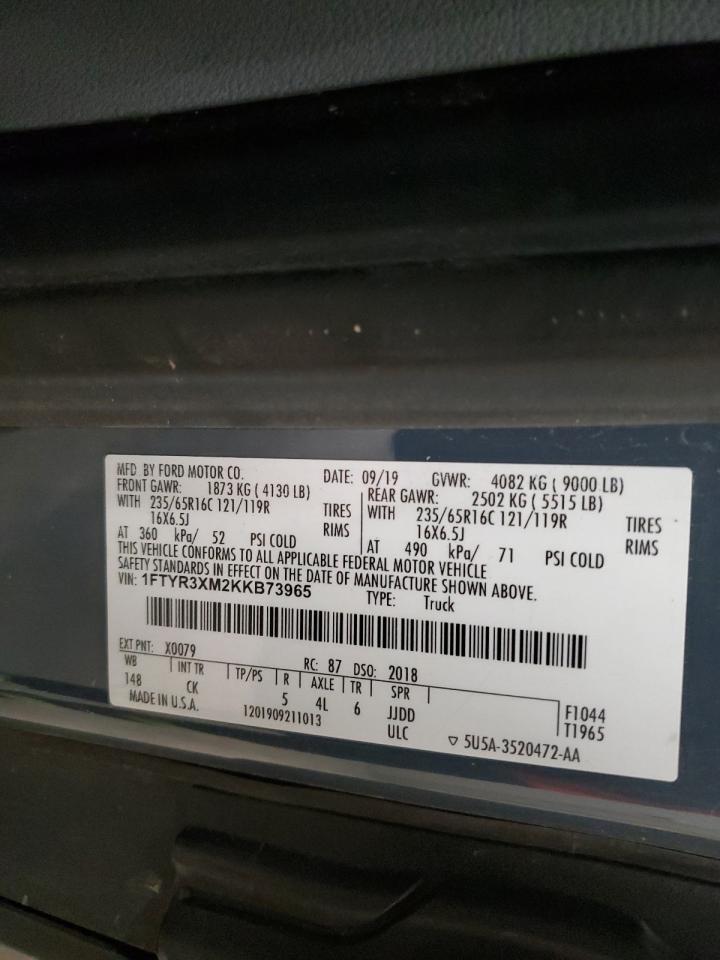 MFD. BY FORD MOTOR CO. DATE: 09/19 GVWR: 4082 KG ( 9000 LB)
FRONT GAWR: 1873 KG ( 4130 LB) REAR GAWR: 2502 KG ( 5515 LB)
WITH 235/65R16C 121/119R TIRES WITH 235/65R16C 121/119R TIRES
16X6.5J RIMS 16X6.5J RIMS
AT 360 kPa/ 52 PSI COLD AT 490 kPa/ 71 PSI COLD
THIS VEHICLE CONFORMS TO ALL APPLICABLE FEDERAL MOTOR VEHICLE
SAFETY STANDARDS IN EFFECT ON THE DATE OF MANUFACTURE SHOWN ABOVE.
VIN: 1FTYR3XM2KKB73965 TYPE: Truck
EXT PNT: X0079 RC: 87 DSO: 2018
WB INT TR TP/PS R AXLE TR SPR
148 CK 5 4L 6 JJDD F1044
MADE IN U.S.A. 1201909211013 ULC T1965
▽ 5U5A-3520472-AA